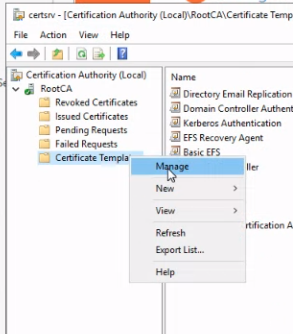 certsrv - [Certification Authority (Local)\RootCA\Certificate Temp
File Action View Help
Certification Authority (Local)
RootCA
Revoked Certificates
Issued Certificates
Pending Requests
Failed Requests
Certificate Templa
Name
Directory Email Replication
Domain Controller Authent
Kerberos Authentication
EFS Recovery Agent
Basic EFS
ller
rtification A
Manage
New
View
Refresh
Export List...
Help